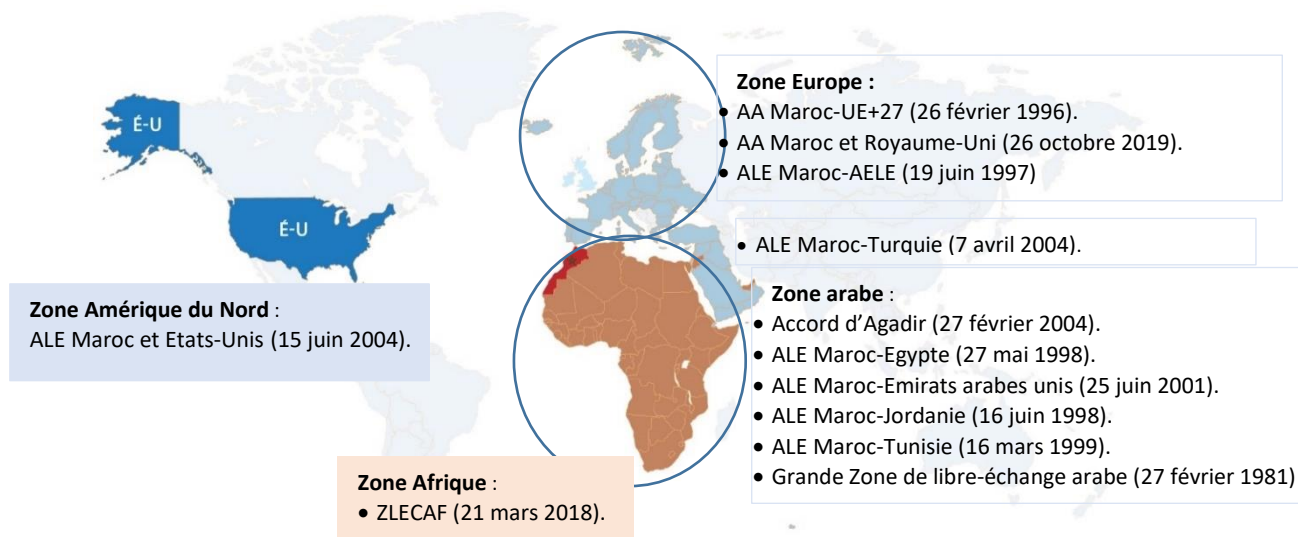 É-U
É-U
Zone Europe :
• AA Maroc-UE+27 (26 février 1996).
• AA Maroc et Royaume-Uni (26 octobre 2019).
• ALE Maroc-AELE (19 juin 1997)
• ALE Maroc-Turquie (7 avril 2004).
Zone Amérique du Nord :
ALE Maroc et Etats-Unis (15 juin 2004).
Zone arabe :
• Accord d’Agadir (27 février 2004).
• ALE Maroc-Egypte (27 mai 1998).
• ALE Maroc-Emirats arabes unis (25 juin 2001).
• ALE Maroc-Jordanie (16 juin 1998).
• ALE Maroc-Tunisie (16 mars 1999).
• Grande Zone de libre-échange arabe (27 février 1981)
Zone Afrique :
• ZLECAF (21 mars 2018).